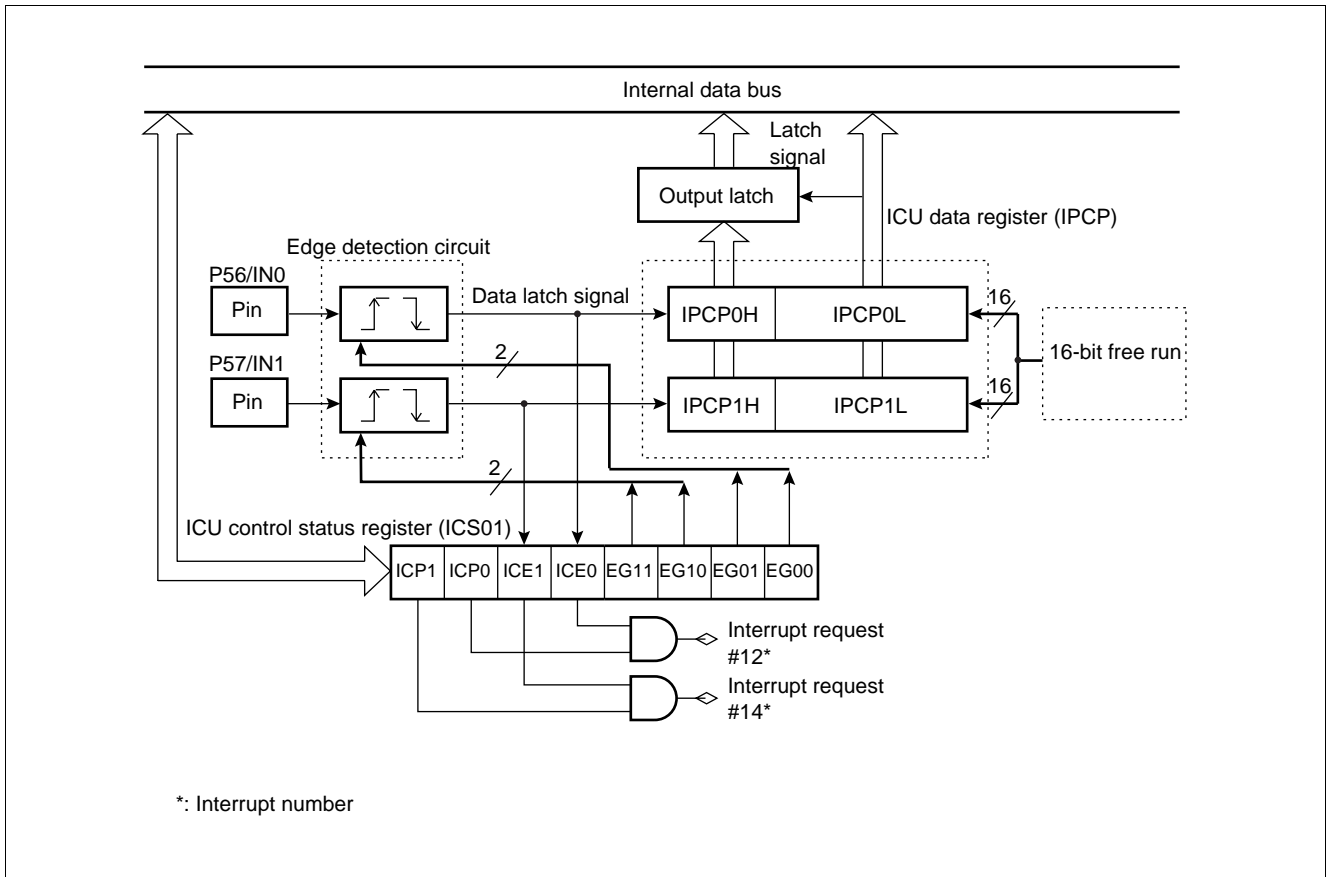 Internal data bus
Latch
signal
Output latch
ICU data register (IPCP)
Edge detection circuit
P56/IN0
Pin
Data latch signal
IPCP0H
IPCP0L
16
16-bit free run
2
P57/IN1
Pin
IPCP1H
IPCP1L
16
2
ICU control status register (ICS01)
ICP1
ICP0
ICE1
ICE0
EG11
EG10
EG01
EG00
Interrupt request
#12*
Interrupt request
#14*
*: Interrupt number